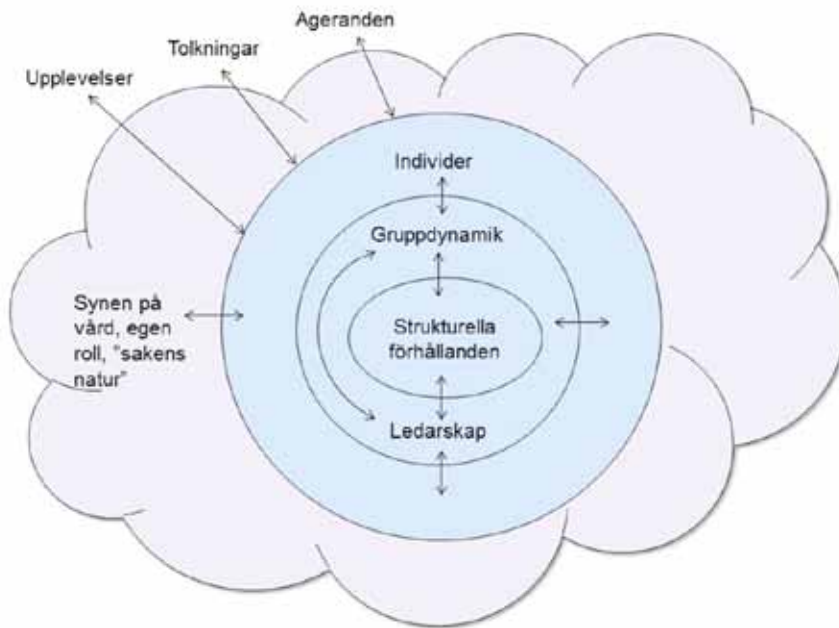 Ageranden
Tolkningar
Upplevelser
Individer
Gruppdynamik
Synen på
vård, egen
roll, "sakens
natur"
Strukturella
förhållanden
Ledarskap